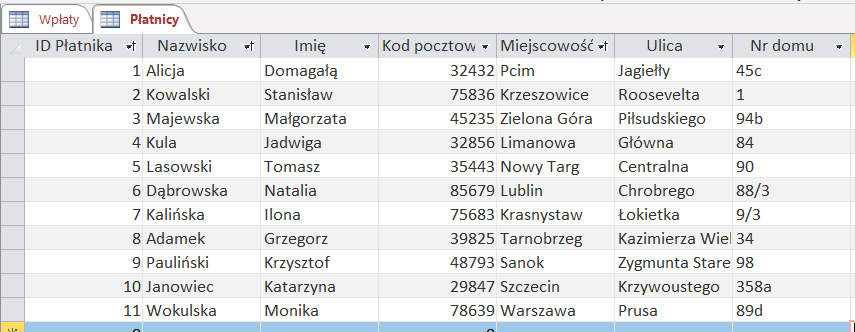 Wpłaty Płatnicy
ID Płatnika Nazwisko Imię Kod pocztow Miejscowość Ulica Nr domu
1 Alicja Domagałą 32432 Pcim Jagiełły 45c
2 Kowalski Stanisław 75836 Krzeszowice Roosevelta 1
3 Majewska Małgorzata 45235 Zielona Góra Piłsudskiego 94b
4 Kula Jadwiga 32856 Limanowa Główna 84
5 Lasowski Tomasz 35443 Nowy Targ Centralna 90
6 Dąbrowska Natalia 85679 Lublin Chrobrego 88/3
7 Kalińska Ilona 75683 Krasnystaw Łokietka 9/3
8 Adamek Grzegorz 39825 Tarnobrzeg Kazimierza Wiel 34
9 Pauliński Krzysztof 48793 Sanok Zygmunta Stare 98
10 Janowiec Katarzyna 29847 Szczecin Krzywoustego 358a
11 Wokulska Monika 78639 Warszawa Prusa 89d